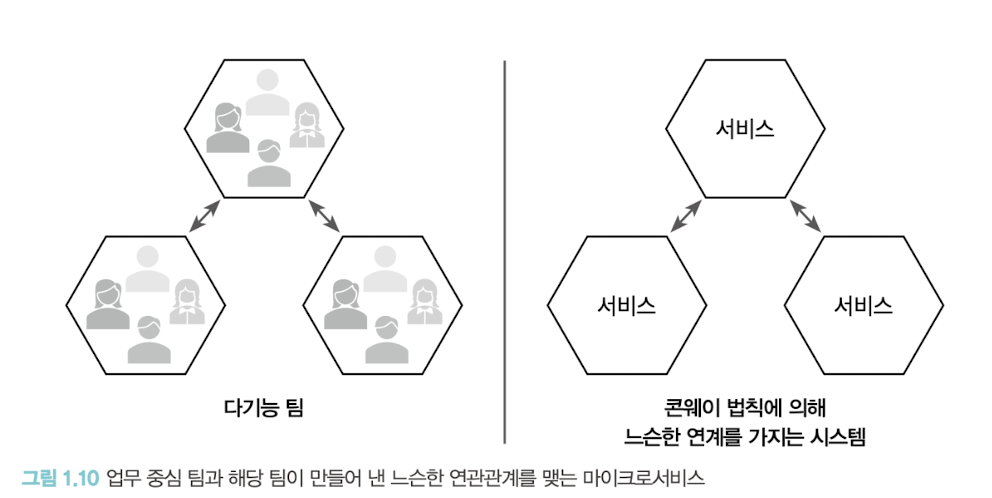 서비스
서비스
서비스
다기능 팀
콘웨이 법칙에 의해
느슨한 연계를 가지는 시스템
그림 1.10 업무 중심 팀과 해당 팀이 만들어 낸 느슨한 연관관계를 맺는 마이크로서비스